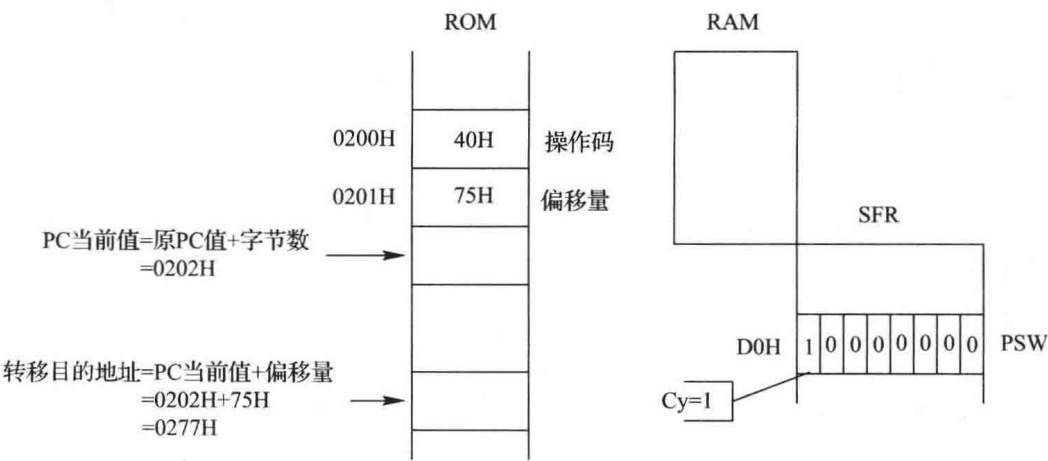 ROM
RAM
0200H 40H 操作码
0201H 75H 偏移量
SFR
PC当前值=原PC值+字节数
=0202H
D0H 1 0 0 0 0 0 0 0 PSW
转移目的地址=PC当前值+偏移量
=0202H+75H
=0277H
Cy=1